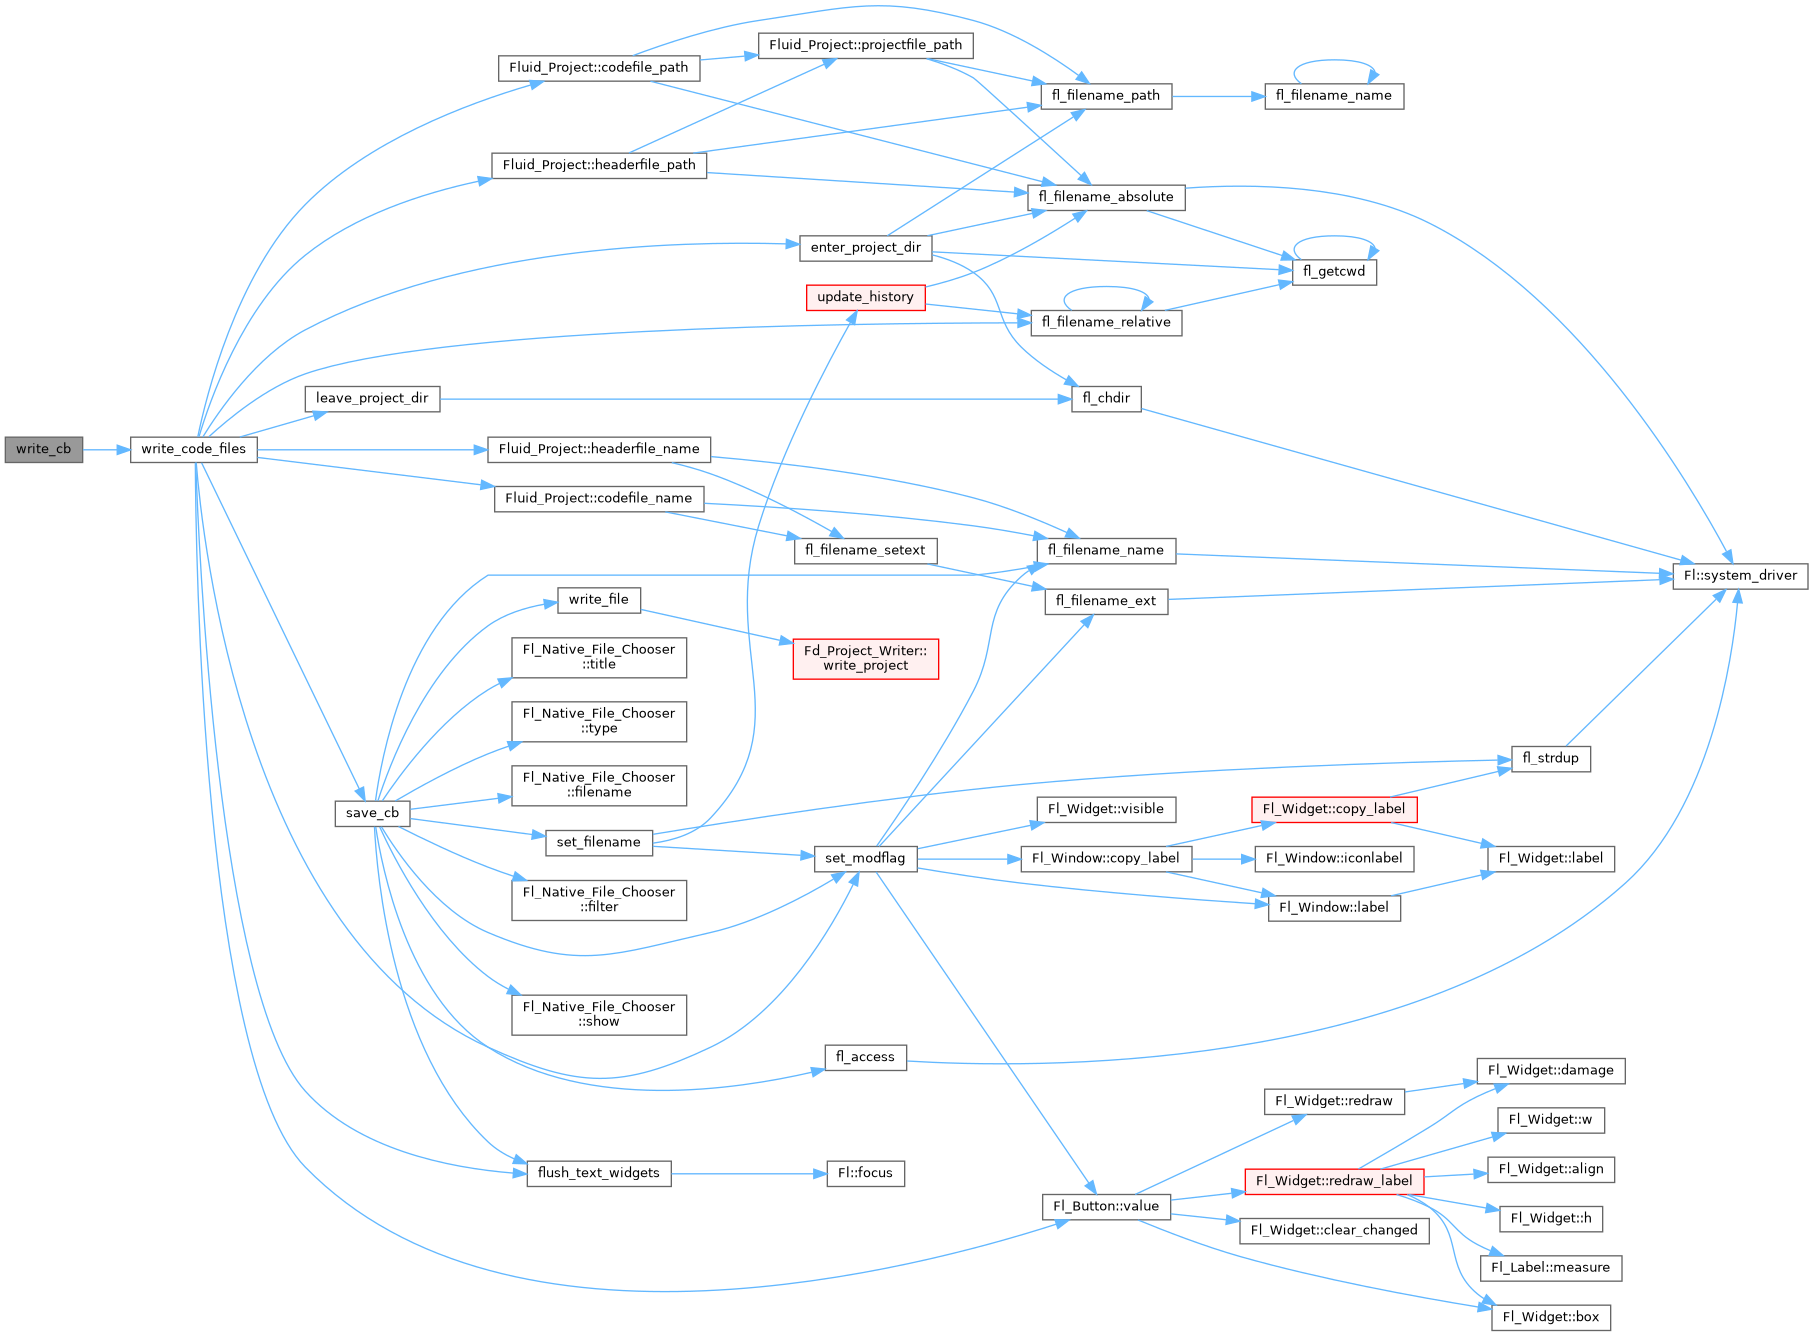 write_cb
write_code_files
Fluid_Project::codefile_path
Fluid_Project::projectfile_path
fl_filename_path
fl_filename_name
Fluid_Project::headerfile_path
fl_filename_absolute
enter_project_dir
fl_getcwd
update_history
fl_filename_relative
leave_project_dir
fl_chdir
Fluid_Project::headerfile_name
Fluid_Project::codefile_name
fl_filename_setext
fl_filename_name
Fl::system_driver
fl_filename_ext
write_file
Fd_Project_Writer::
write_project
Fl_Native_File_Chooser
::title
Fl_Native_File_Chooser
::type
Fl_Native_File_Chooser
::filename
save_cb
set_filename
set_modflag
Fl_Native_File_Chooser
::filter
Fl_Native_File_Chooser
::show
fl_strdup
Fl_Widget::visible
Fl_Widget::copy_label
Fl_Window::copy_label
Fl_Window::iconlabel
Fl_Widget::label
Fl_Window::label
fl_access
flush_text_widgets
Fl::focus
Fl_Widget::redraw
Fl_Widget::damage
Fl_Widget::w
Fl_Widget::redraw_label
Fl_Widget::align
Fl_Button::value
Fl_Widget::h
Fl_Widget::clear_changed
Fl_Label::measure
Fl_Widget::box